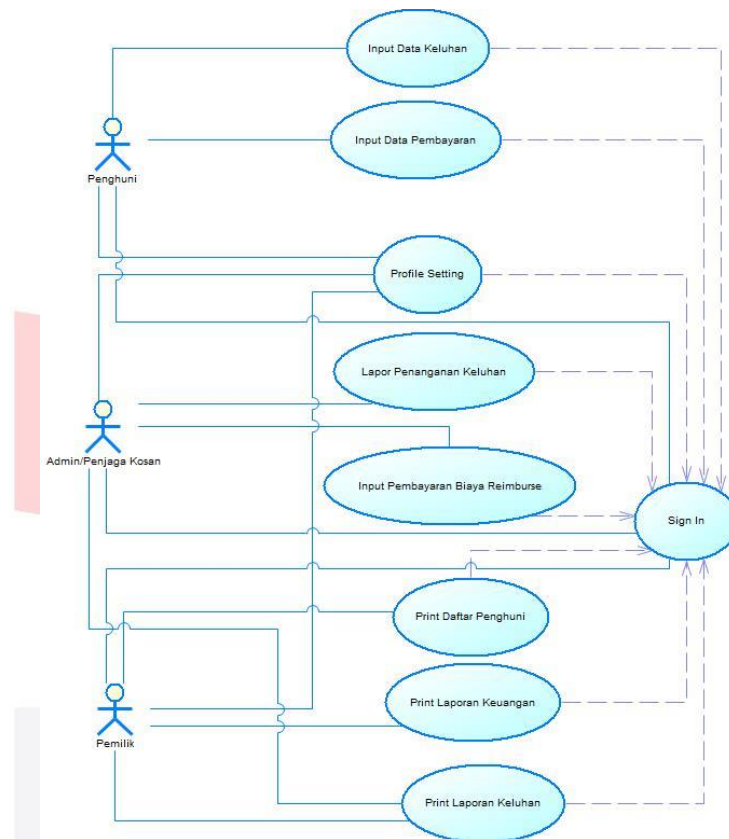 Input Data Keluhan
Input Data Pembayaran
Penghuni
Profile Setting
Lapor Penanganan Keluhan
Admin/Penjaga Kosan
Input Pembayaran Biaya Reimburse
Sign In
Print Daftar Penghuni
Print Laporan Keuangan
Pemilik
Print Laporan Keluhan